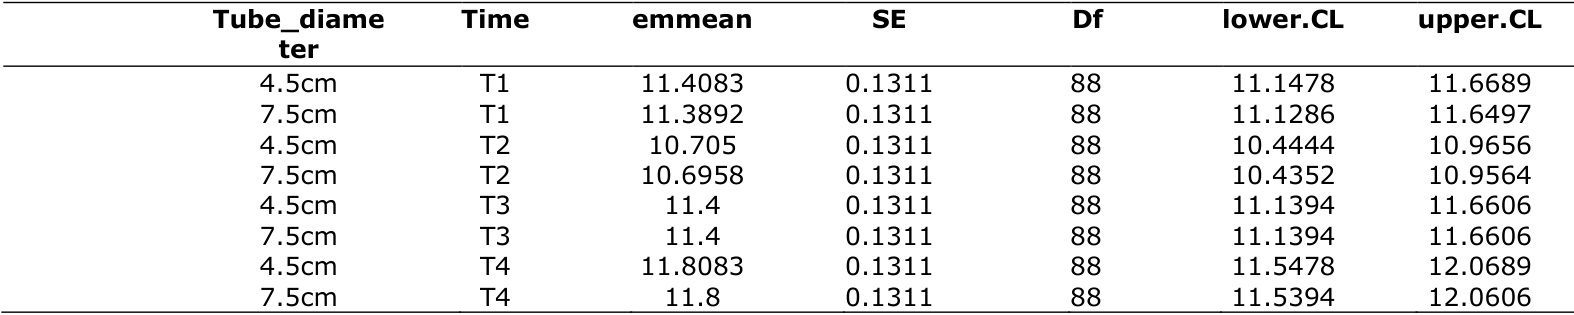 Tube_diame Time emmean SE Df lower.CL upper.CL
ter
4.5cm T1 11.4083 0.1311 88 11.1478 11.6689
7.5cm T1 11.3892 0.1311 88 11.1286 11.6497
4.5cm T2 10.705 0.1311 88 10.4444 10.9656
7.5cm T2 10.6958 0.1311 88 10.4352 10.9564
4.5cm T3 11.4 0.1311 88 11.1394 11.6606
7.5cm T3 11.4 0.1311 88 11.1394 11.6606
4.5cm T4 11.8083 0.1311 88 11.5478 12.0689
7.5cm T4 11.8 0.1311 88 11.5394 12.0606